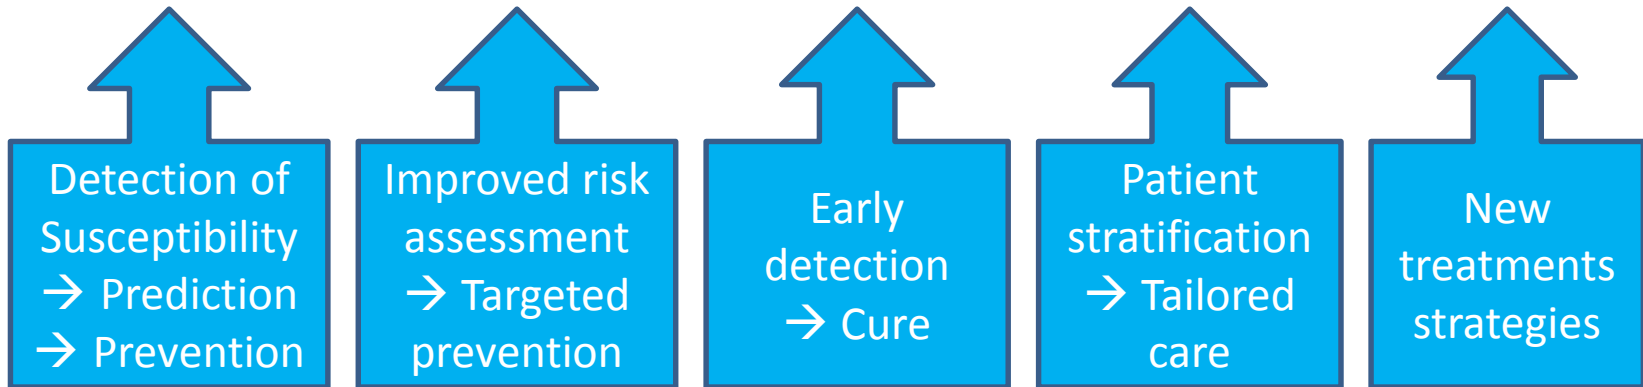 Detection of
Susceptibility
→ Prediction
→ Prevention
Improved risk
assessment
→ Targeted
prevention
Early
detection
→ Cure
Patient
stratification
→ Tailored
care
New
treatments
strategies